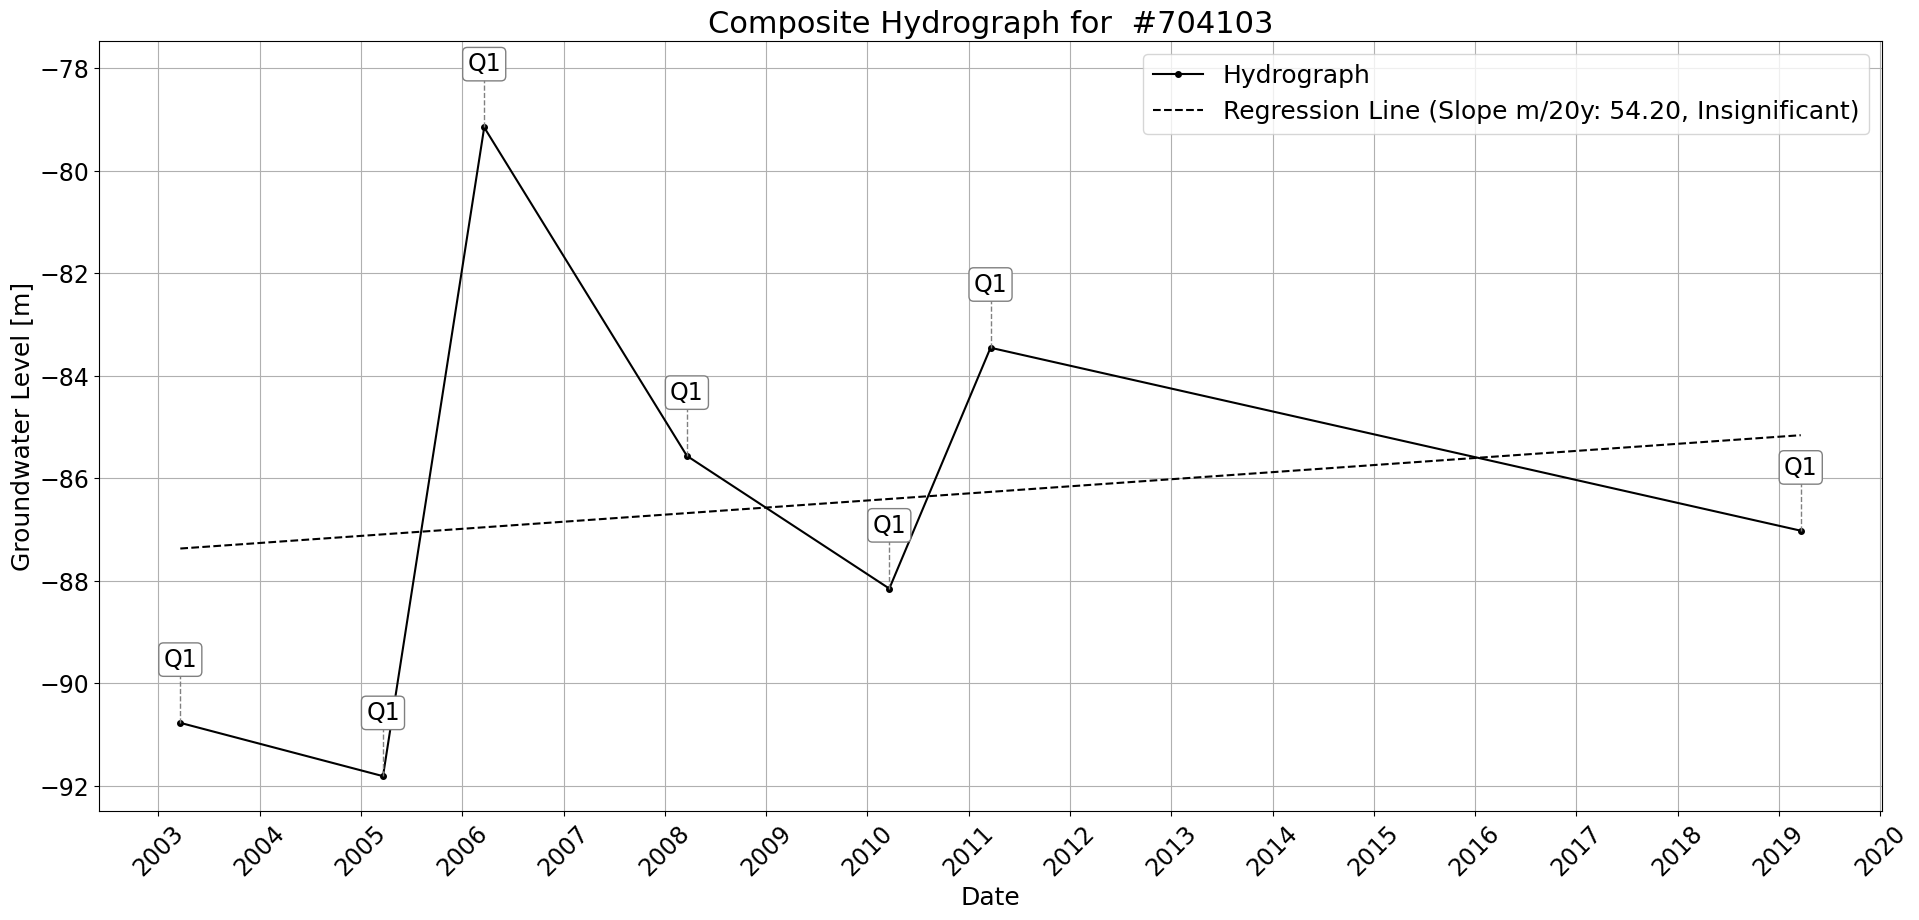 Composite Hydrograph for  #704103
Hydrograph
Regression Line (Slope m/20y: 54.20, Insignificant)
Groundwater Level [m]
−78
−80
−82
−84
−86
−88
−90
−92
Q1
Q1
Q1
Q1
Q1
Q1
Q1
2003
2004
2005
2006
2007
2008
2009
2010
2011
2012
2013
2014
2015
2016
2017
2018
2019
2020
Date